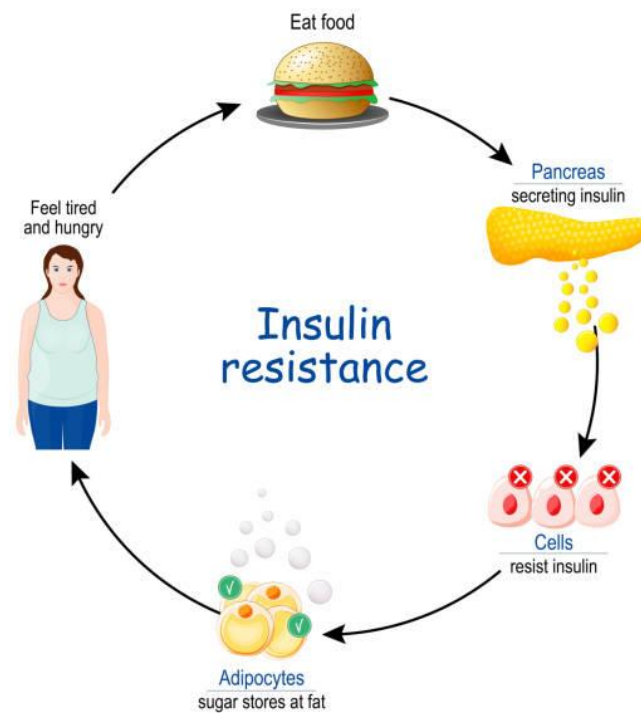 Eat food
Pancreas
secreting insulin
Feel tired
and hungry
Insulin
resistance
Cells
resist insulin
Adipocytes
sugar stores at fat